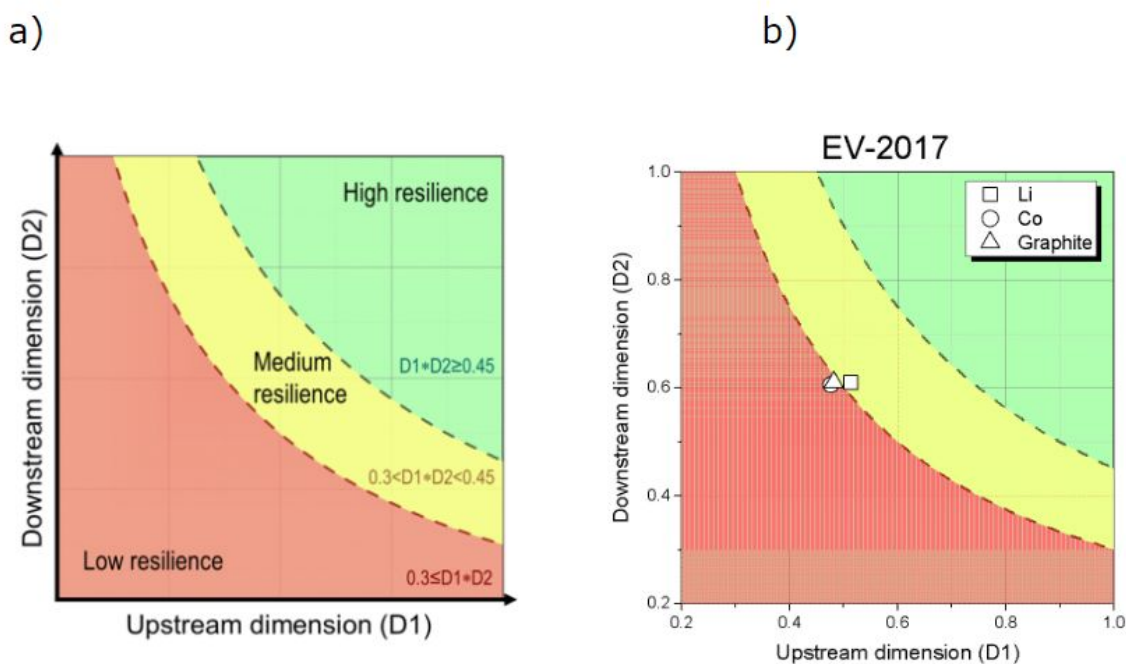 a)
b)
High resilience
D1*D2≥0.45
Medium
resilience
0.3<D1*D2<0.45
Low resilience
0.3≤D1*D2
Downstream dimension (D2)
Upstream dimension (D1)
EV-2017
Li
Co
Graphite
1.0
0.8
0.6
0.4
0.2
0.2
0.4
0.6
0.8
1.0
Downstream dimension (D2)
Upstream dimension (D1)